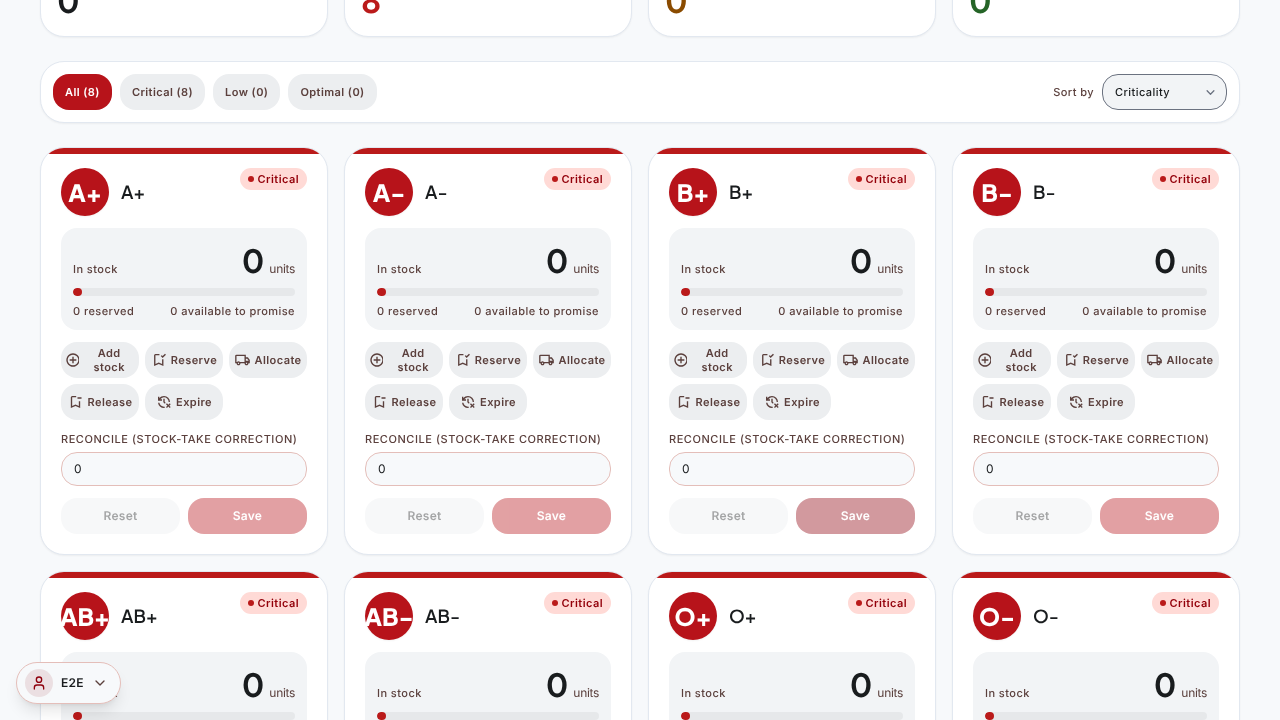 0 8 0 0
All (8) Critical (8) Low (0) Optimal (0) Sort by Criticality
A+ A+ Critical
In stock 0 units
0 reserved 0 available to promise
Add stock Reserve Allocate
Release Expire
RECONCILE (STOCK-TAKE CORRECTION)
0
Reset Save
A- A- Critical
In stock 0 units
0 reserved 0 available to promise
Add stock Reserve Allocate
Release Expire
RECONCILE (STOCK-TAKE CORRECTION)
0
Reset Save
B+ B+ Critical
In stock 0 units
0 reserved 0 available to promise
Add stock Reserve Allocate
Release Expire
RECONCILE (STOCK-TAKE CORRECTION)
0
Reset Save
B- B- Critical
In stock 0 units
0 reserved 0 available to promise
Add stock Reserve Allocate
Release Expire
RECONCILE (STOCK-TAKE CORRECTION)
0
Reset Save
AB+ AB+ Critical
0 units
AB- AB- Critical
In stock 0 units
O+ O+ Critical
In stock 0 units
O- O- Critical
In stock 0 units
E2E